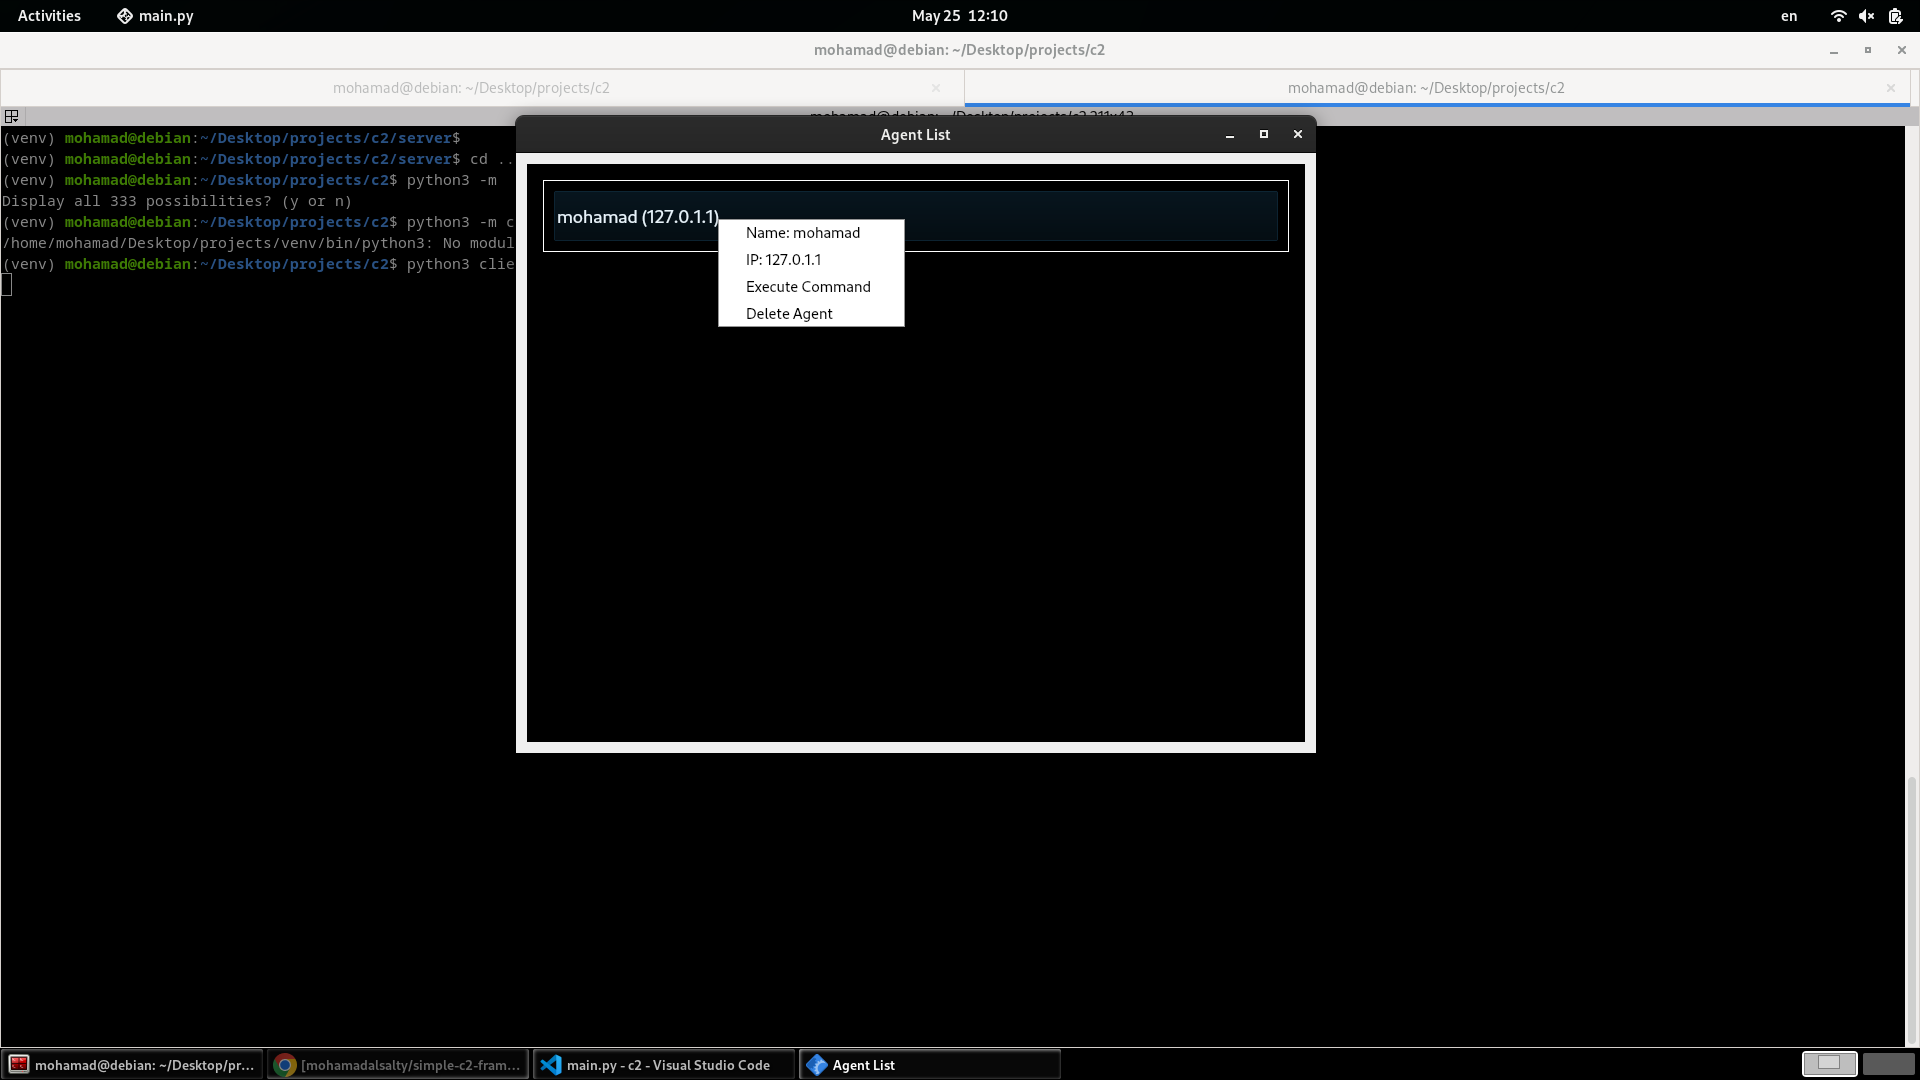 Activities main.py May 25 12:10 en
mohamad@debian: ~/Desktop/projects/c2
mohamad@debian: ~/Desktop/projects/c2 mohamad@debian: ~/Desktop/projects/c2
(venv) mohamad@debian:~/Desktop/projects/c2/server$
(venv) mohamad@debian:~/Desktop/projects/c2/server$ cd ..
(venv) mohamad@debian:~/Desktop/projects/c2$ python3 -m
Display all 333 possibilities? (y or n)
(venv) mohamad@debian:~/Desktop/projects/c2$ python3 -m c
/home/mohamad/Desktop/projects/venv/bin/python3: No modul
(venv) mohamad@debian:~/Desktop/projects/c2$ python3 clie
Agent List
mohamad (127.0.1.1)
Name: mohamad
IP: 127.0.1.1
Execute Command
Delete Agent
mohamad@debian: ~/Desktop/pr... [mohamadalsalty/simple-c2-fram... main.py - c2 - Visual Studio Code Agent List